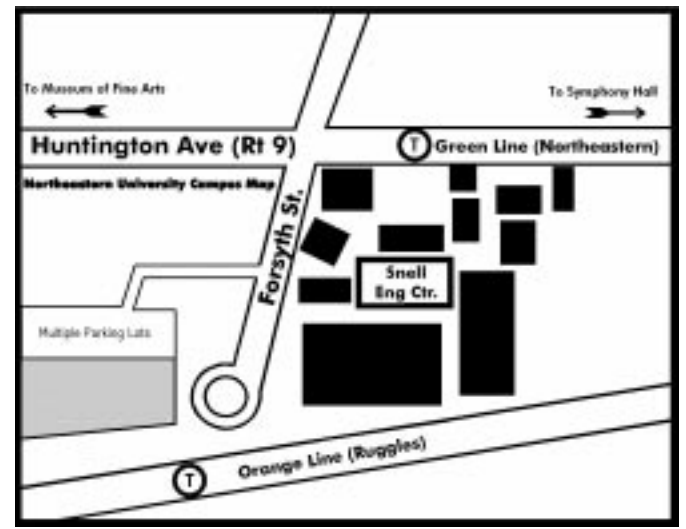 To Museum of Fine Arts
To Symphony Hall
Huntington Ave (Rt 9)
T Green Line (Northeastern)
Northeastern University Campus Map
Forsyth St.
Snell
Eng Ctr.
Multiple Parking Lots
Orange Line (Ruggles)
T